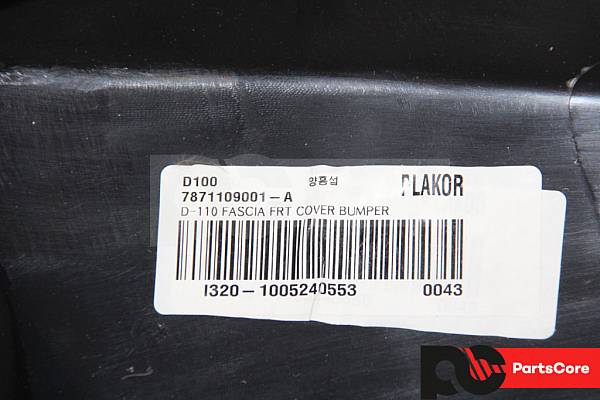 D100 양흥섭 PLAKOR
7871109001-A
D-110 FASCIA FRT COVER BUMPER
I320-1005240553 0043
PartsCore